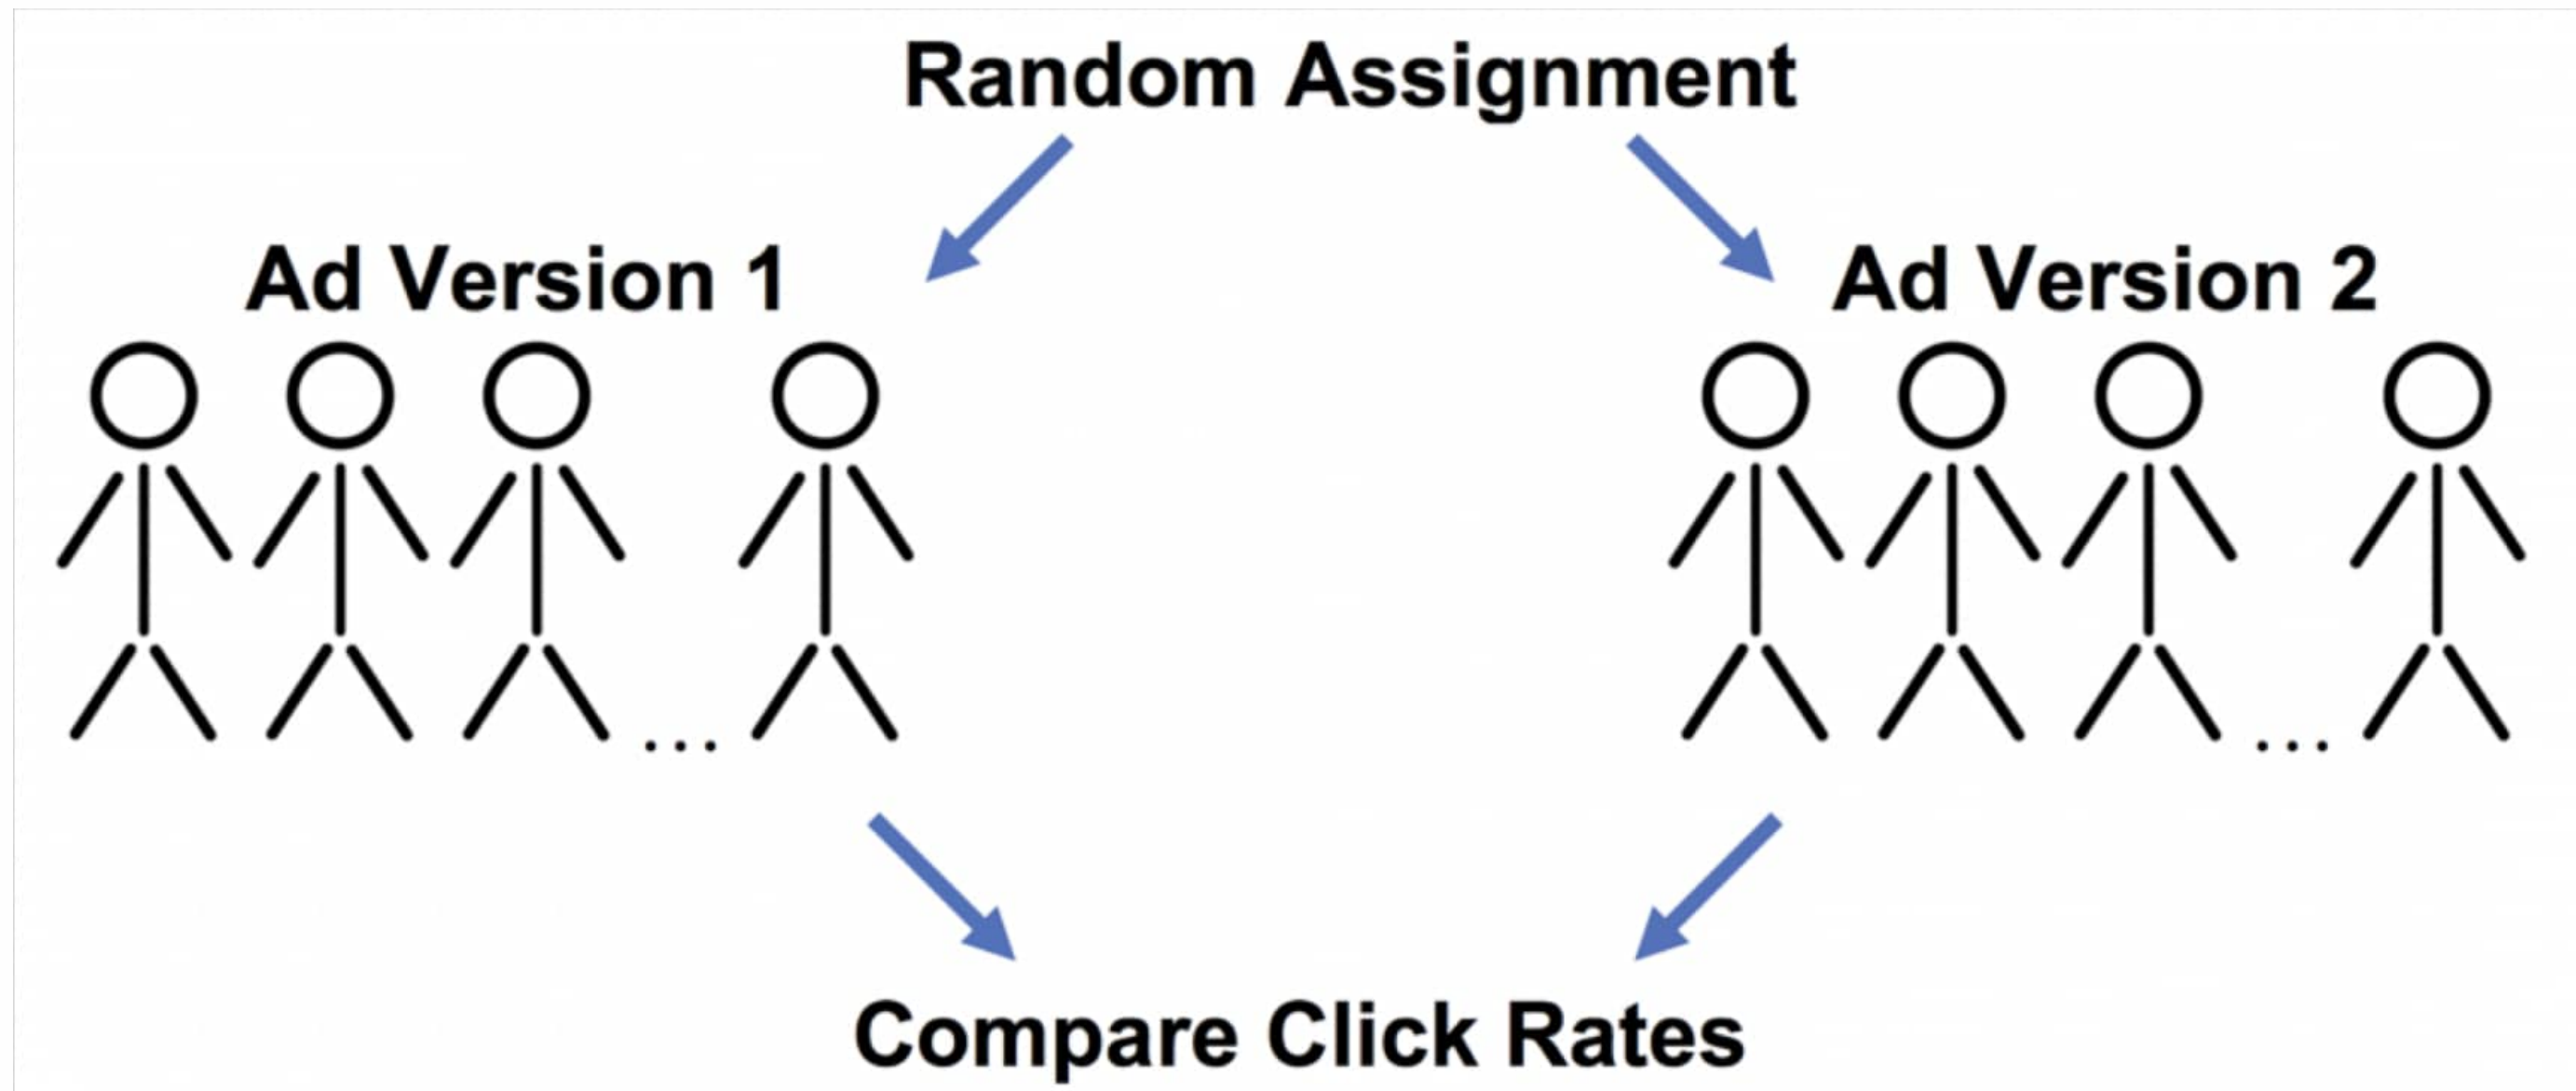 Random Assignment
Ad Version 1
Ad Version 2
...
...
Compare Click Rates